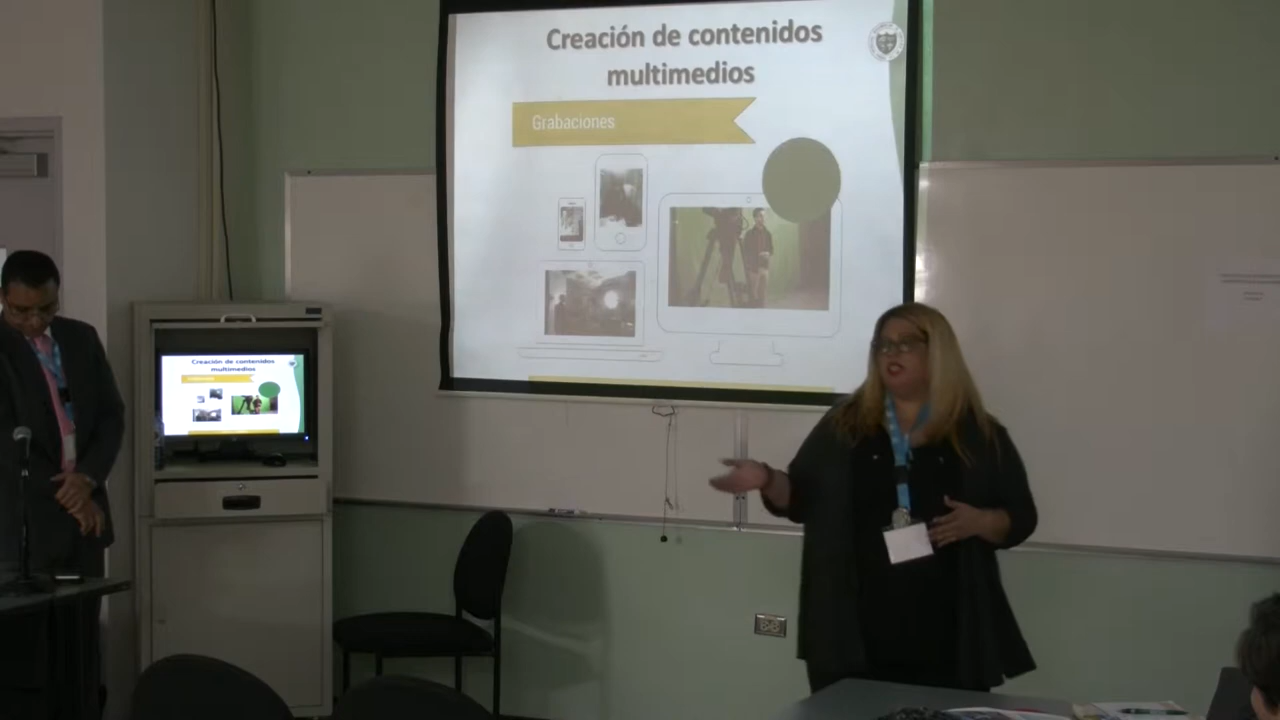 Creación de contenidos
multimedios
Grabaciones
Creación de contenidos
multimedios